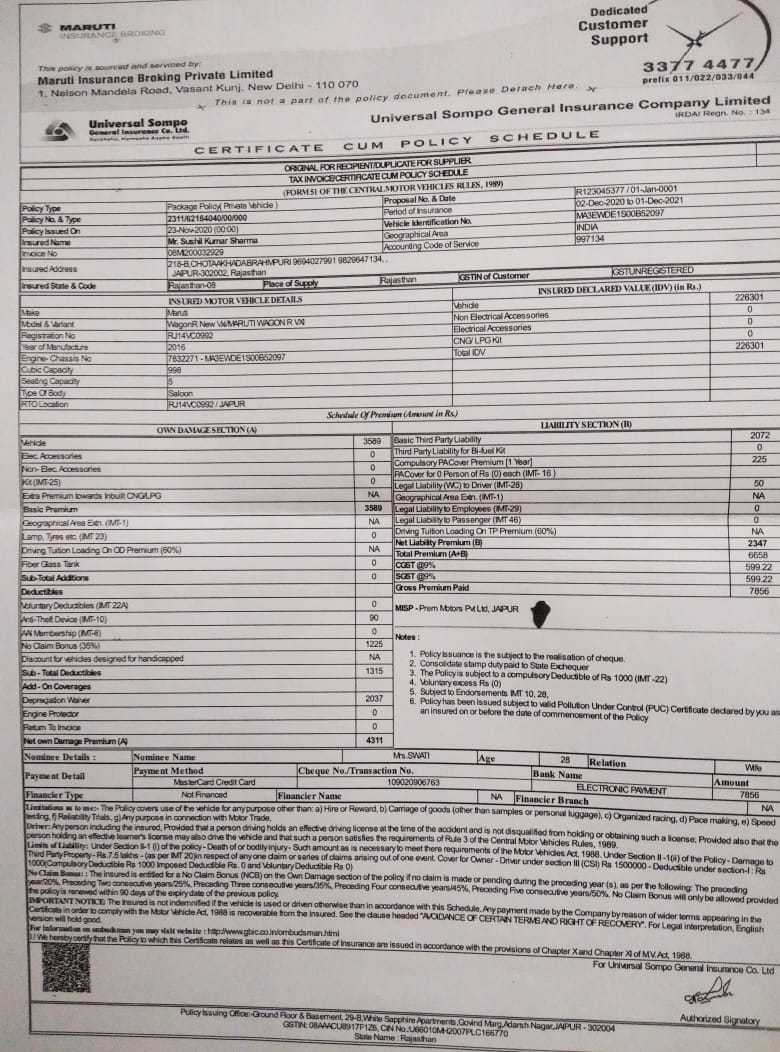 MARUTI
INSURANCE BROKING
Dedicated
Customer
Support
3377 4477
prefix 011/022/033/044
This policy is sourced and serviced by:
Maruti Insurance Broking Private Limited
1, Nelson Mandela Road, Vasant Kunj, New Delhi - 110 070
This is not a part of the policy document. Please Detach Here.
Universal Sompo
General Insurance Co. Ltd.
Universal Sompo General Insurance Company Limited
IRDAI Regn. No. : 134
CERTIFICATE CUM POLICY SCHEDULE
ORIGINAL FOR RECIPIENT/DUPLICATE FOR SUPPLIER
TAX INVOICE/CERTIFICATE CUM POLICY SCHEDULE
(FORM 51 OF THE CENTRAL MOTOR VEHICLES RULES, 1989)
Policy Type Package Policy( Private Vehicle ) Proposal No. & Date R123045377 / 01-Jan-0001
Policy No. & Type 2311/62184040/00/000 Period of Insurance 02-Dec-2020 to 01-Dec-2021
Policy Issued On 23-Nov-2020 (00:00) Vehicle Identification No. MA3EWDE1S00B52097
Insured Name Mr. Sushil Kumar Sharma Geographical Area INDIA
Invoice No 08M200032929 Accounting Code of Service 997134
Insured Address 218-B,CHOTAAKHADABRAHMPURI 9694027991 9829647134, ,
JAIPUR-302002, Rajasthan
Insured State & Code Rajasthan-08 Place of Supply Rajasthan GSTIN of Customer GSTUNREGISTERED
INSURED MOTOR VEHICLE DETAILS INSURED DECLARED VALUE (IDV) (in Rs.)
Make Maruti Vehicle 226301
Model & Variant WagonR New Vxi/MARUTI WAGON R VXI Non Electrical Accessories 0
Registration No RJ14VC0992 Electrical Accessories 0
Year of Manufacture 2016 CNG/ LPG Kit 0
Engine- Chassis No 7832271 - MA3EWDE1S00B52097 Total IDV 226301
Cubic Capacity 998
Seating Capacity 5
Type Of Body Saloon
RTO Location RJ14VC0992 / JAIPUR
Schedule Of Premium (Amount in Rs.)
OWN DAMAGE SECTION (A) LIABILITY SECTION (B)
Vehicle 3589 Basic Third Party Liability 2072
Elec. Accessories 0 Third Party Liability for Bi-fuel Kit 0
Non- Elec. Accessories 0 Compulsory PA Cover Premium [1 Year] 225
Kit (IMT-25) 0 PA Cover for 0 Person of Rs (0) each (IMT- 16 )
Extra Premium towards Inbuilt CNG/LPG NA Legal Liability (WC) to Driver (IMT-28) 50
Basic Premium 3589 Geographical Area Extn. (IMT-1) NA
Geographical Area Extn. (IMT-1) NA Legal Liability to Employees (IMT-29) 0
Lamp, Tyres etc. (IMT 23) 0 Legal Liability to Passenger (IMT 46) 0
Driving Tuition Loading On OD Premium (60%) NA Driving Tuition Loading On TP Premium (60%) NA
Fiber Glass Tank 0 Net Liability Premium (B) 2347
Sub-Total Additions 0 Total Premium (A+B) 6658
Deductibles CGST @9% 599.22
Voluntary Deductibles (IMT 22A) 0 SGST @9% 599.22
Anti-Theft Device (IMT-10) 90 Gross Premium Paid 7856
AAI Membership (IMT-8) 0 MISP - Prem Motors Pvt Ltd, JAIPUR
No Claim Bonus (35%) 1225
Discount for vehicles designed for handicapped NA
Sub - Total Deductibles 1315
Add - On Coverages
Depreciation Waiver 2037
Engine Protector 0
Return To Invoice 0
Net own Damage Premium (A) 4311
Notes :
1. Policy Issuance is the subject to the realisation of cheque.
2. Consolidate stamp duty paid to State Exchequer
3. The Policy is subject to a compulsory Deductible of Rs 1000 (IMT -22)
4. Voluntary excess Rs (0)
5. Subject to Endorsements IMT 10, 28,
6. Policy has been issued subject to valid Pollution Under Control (PUC) Certificate declared by you as
an insured on or before the date of commencement of the Policy
Nominee Details : Nominee Name Mrs.SWATI Age 28 Relation Wife
Payment Detail Payment Method Cheque No./Transaction No. Bank Name Amount
MasterCard Credit Card 109020906763 ELECTRONIC PAYMENT 7856
Financier Type Not Financed Financier Name NA Financier Branch NA
Limitations as to use:- The Policy covers use of the vehicle for any purpose other than: a) Hire or Reward, b) Carriage of goods (other than samples or personal luggage), c) Organized racing, d) Pace making, e) Speed
testing, f) Reliability Trials, g) Any purpose in connection with Motor Trade.
Driver: Any person including the insured, Provided that a person driving holds an effective driving license at the time of the accident and is not disqualified from holding or obtaining such a license; Provided also that the
person holding an effective learner's license may also drive the vehicle and that such a person satisfies the requirements of Rule 3 of the Central Motor Vehicles Rules, 1989.
Limits of Liability: Under Section II-1 (i) of the Policy - Death of or bodily injury - Such amount as is necessary to meet there requirements of the Motor Vehicles Act, 1988. Under Section II -1(ii) of the Policy - Damage to
Third Party Property - Rs.7.5 lakhs - (as per IMT 20)in respect of any one claim or series of claims arising out of one event. Cover for Owner - Driver under section III (CSI) Rs 1500000 - Deductible under section-I : Rs
1000(Compulsory Deductible Rs 1000 Imposed Deductible Rs. 0 and Voluntary Deductible Rs 0)
No Claim Bonus : : The insured is entitled for a No Claim Bonus (NCB) on the Own Damage section of the policy, if no claim is made or pending during the preceding year (s), as per the following: The preceding
year/20%, Preceding Two consecutive years/25%, Preceding Three consecutive years/35%, Preceding Four consecutive years/45%, Preceding Five consecutive years/50%. No Claim Bonus will only be allowed provided
the policy is renewed within 90 days of the expiry date of the previous policy.
IMPORTANT NOTICE: The Insured is not indemnified if the vehicle is used or driven otherwise than in accordance with this Schedule. Any payment made by the Company by reason of wider terms appearing in the
Certificate in order to comply with the Motor Vehicle Act, 1988 is recoverable from the Insured. See the clause headed "AVOIDANCE OF CERTAIN TERMS AND RIGHT OF RECOVERY". For Legal interpretation, English
version will hold good.
For Information on ombudsman you may visit website : http://www.gbic.co.in/ombudsman.html
I / We hereby certify that the Policy to which this Certificate relates as well as this Certificate of Insurance are issued in accordance with the provisions of Chapter X and Chapter XI of M.V. Act, 1988.
For Universal Sompo General Insurance Co. Ltd
Authorized Signatory
Policy Issuing Office:-Ground Floor & Basement, 29-B,White Sapphire Apartments,Govind Marg,Adarsh Nagar,JAIPUR - 302004
GSTIN: 08AAACU8917F1Z6, CIN No.:U66010MH2007PLC166770
State Name : Rajasthan